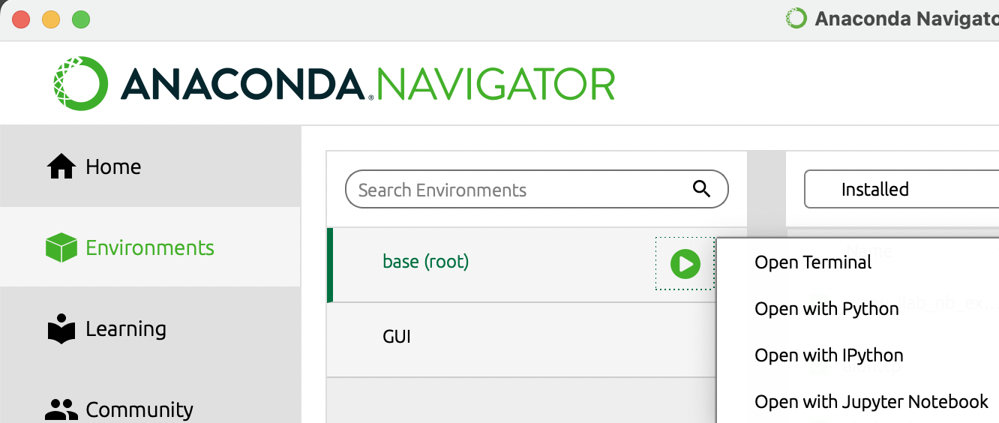 Anaconda Navigato
ANACONDA.NAVIGATOR
Home
Environments
Learning
Community
Search Environments
base (root)
GUI
Installed
Name
Open Terminal
Open with Python
Open with IPython
Open with Jupyter Notebook